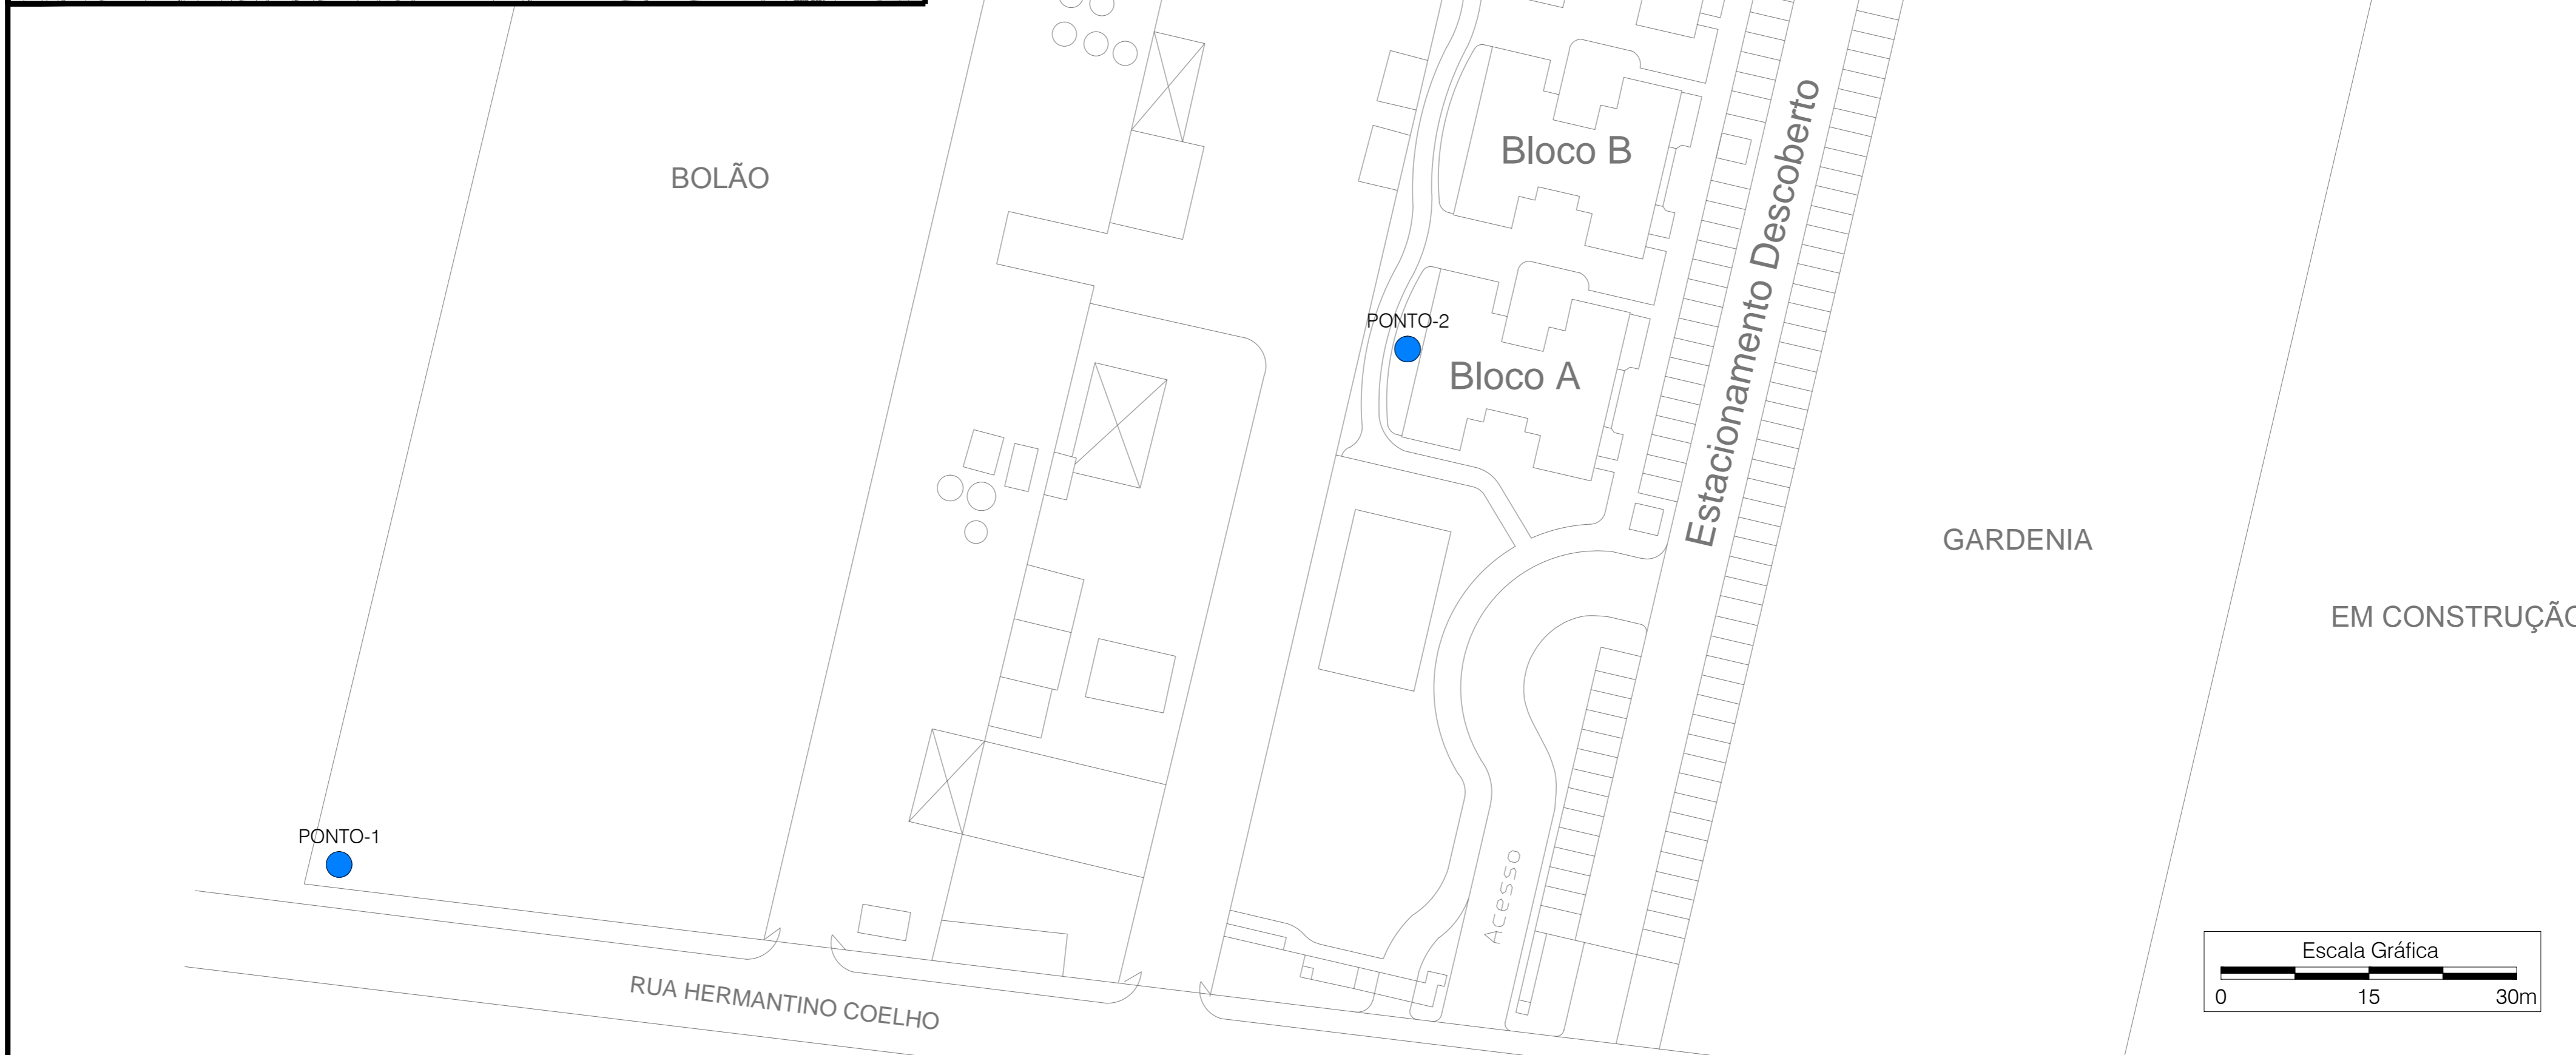 Estacionamento Descoberto
Bloco B
BOLÃO
PONTO-2
Bloco A
GARDENIA
EM CONSTRUÇÃO
PONTO-1
Acesso
Escala Gráfica
0 15 30m
RUA HERMANTINO COELHO